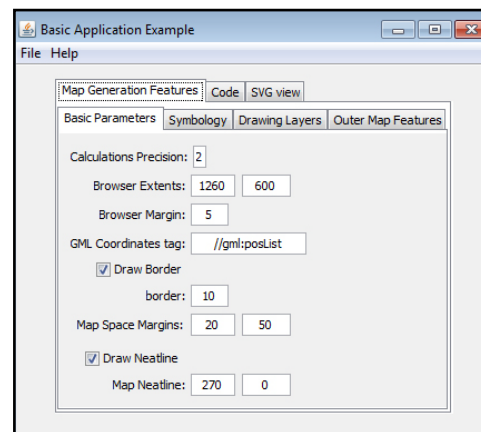 Basic Application Example
File Help
Map Generation Features Code SVG view
Basic Parameters Symbology Drawing Layers Outer Map Features
Calculations Precision: 2
Browser Extents: 1260 600
Browser Margin: 5
GML Coordinates tag: //gml:posList
Draw Border
border: 10
Map Space Margins: 20 50
Draw Neatline
Map Neatline: 270 0